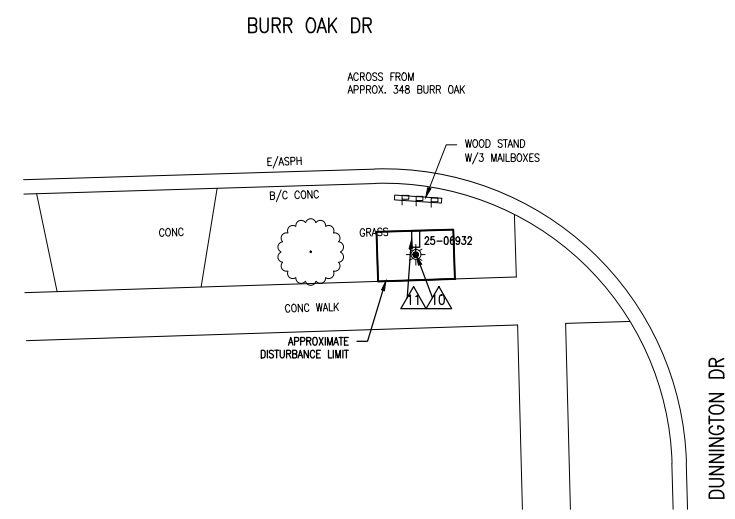 BURR OAK DR
ACROSS FROM
APPROX. 348 BURR OAK
WOOD STAND
W/3 MAILBOXES
E/ASPH
B/C CONC
CONC
GRASS
25-06932
11
10
CONC WALK
APPROXIMATE
DISTURBANCE LIMIT
DUNNINGTON DR